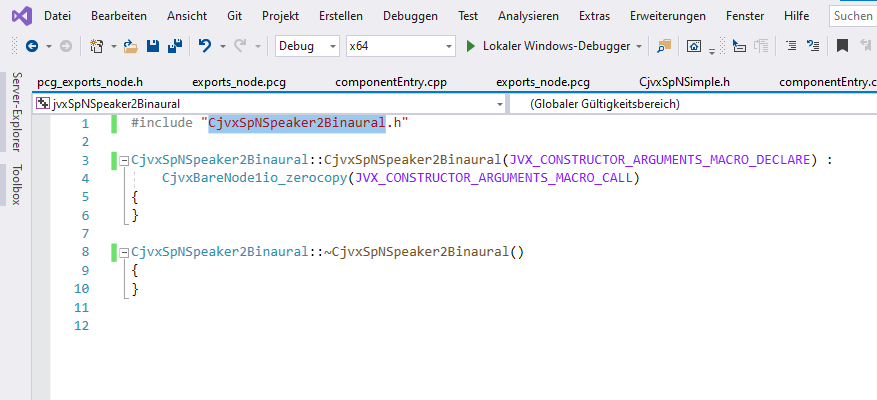 Datei Bearbeiten Ansicht Git Projekt Erstellen Debuggen Test Analysieren Extras Erweiterungen Fenster Hilfe Suchen
Debug x64 Lokaler Windows-Debugger
pcg_exports_node.h exports_node.pcg componentEntry.cpp exports_node.pcg CjvxSpNSimple.h componentEntry.c
jvxSpNSpeaker2Binaural (Globaler Gültigkeitsbereich)
Server-Explorer
Toolbox
1 #include "CjvxSpNSpeaker2Binaural.h"
2
3 CjvxSpNSpeaker2Binaural::CjvxSpNSpeaker2Binaural(JVX_CONSTRUCTOR_ARGUMENTS_MACRO_DECLARE) :
4 CjvxBareNode1io_zerocopy(JVX_CONSTRUCTOR_ARGUMENTS_MACRO_CALL)
5 {
6 }
7
8 CjvxSpNSpeaker2Binaural::~CjvxSpNSpeaker2Binaural()
9 {
10 }
11
12